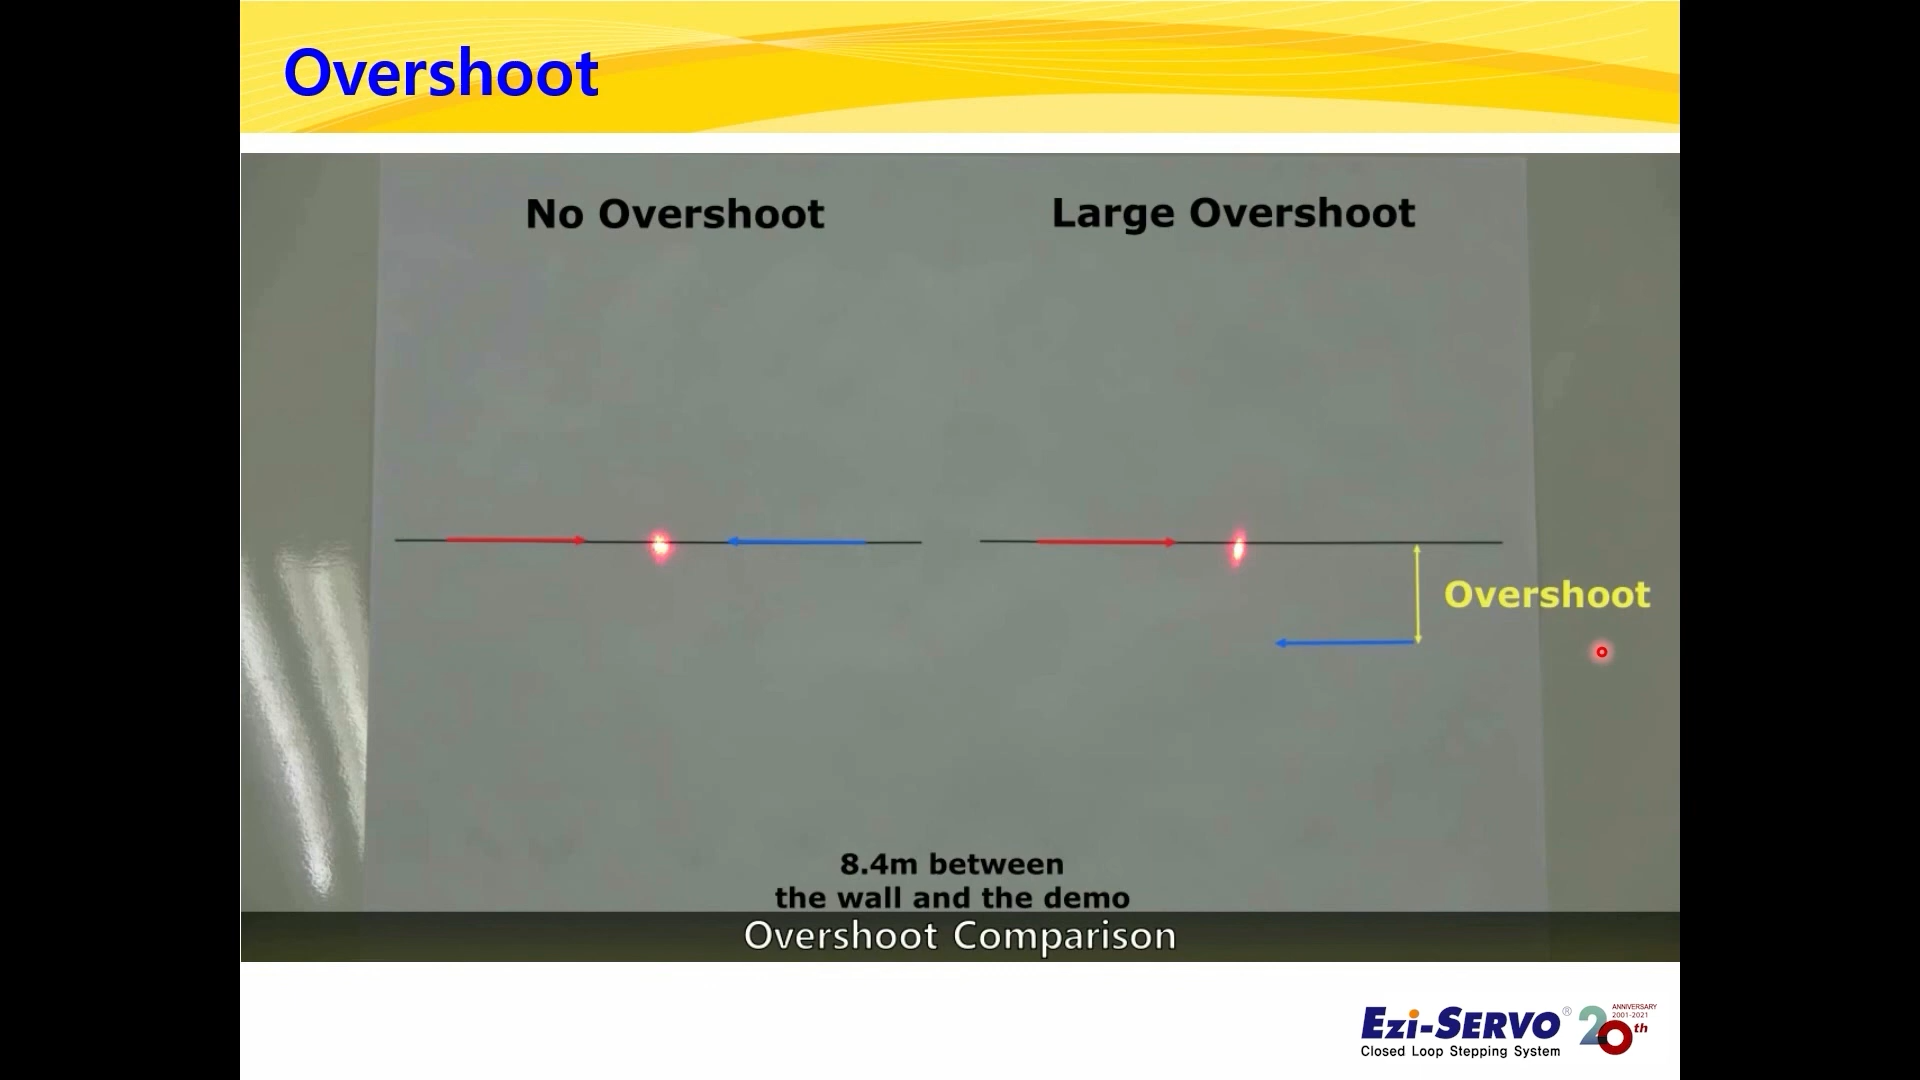 Overshoot
No Overshoot
Large Overshoot
Overshoot
8.4m between
the wall and the demo
Overshoot Comparison
Ezi-SERVO®
Closed Loop Stepping System
20th
ANNIVERSARY
2001-2021